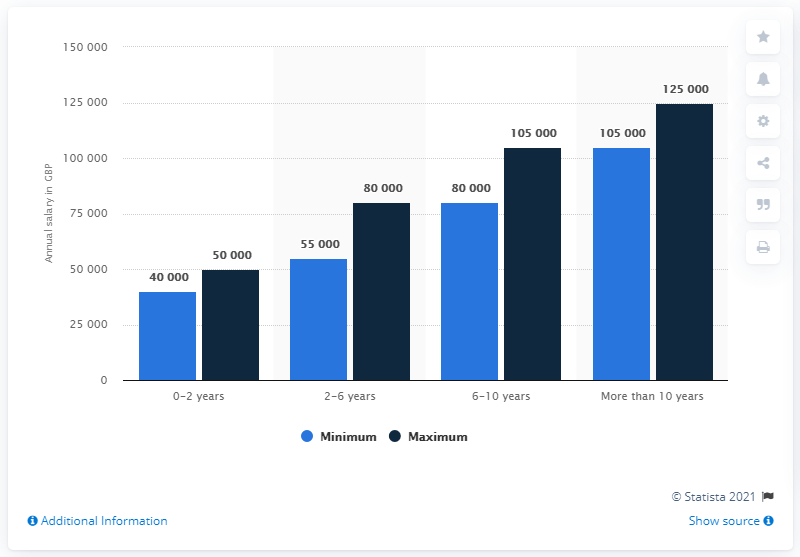 150 000
125 000
100 000
75 000
50 000
25 000
0
Annual salary in GBP
40 000
50 000
55 000
80 000
80 000
105 000
105 000
125 000
0-2 years
2-6 years
6-10 years
More than 10 years
Minimum Maximum
© Statista 2021
Additional Information
Show source